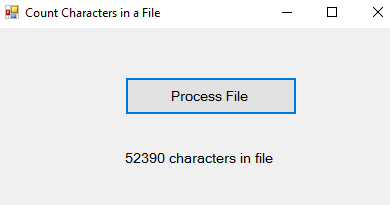 Count Characters in a File
Process File
52390 characters in file